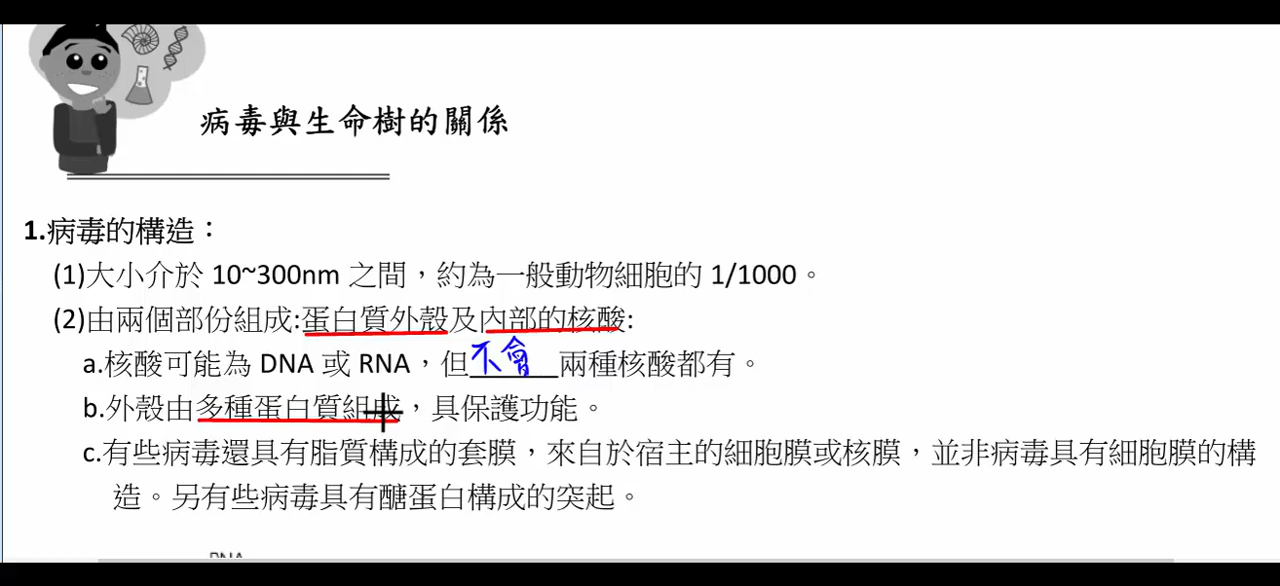 病毒與生命樹的關係
1.病毒的構造：
(1)大小介於 10~300nm 之間，約為一般動物細胞的 1/1000。
(2)由兩個部份組成:蛋白質外殼及內部的核酸:
a.核酸可能為 DNA 或 RNA，但不會兩種核酸都有。
b.外殼由多種蛋白質組成，具保護功能。
c.有些病毒還具有脂質構成的套膜，來自於宿主的細胞膜或核膜，並非病毒具有細胞膜的構
造。另有些病毒具有醣蛋白構成的突起。